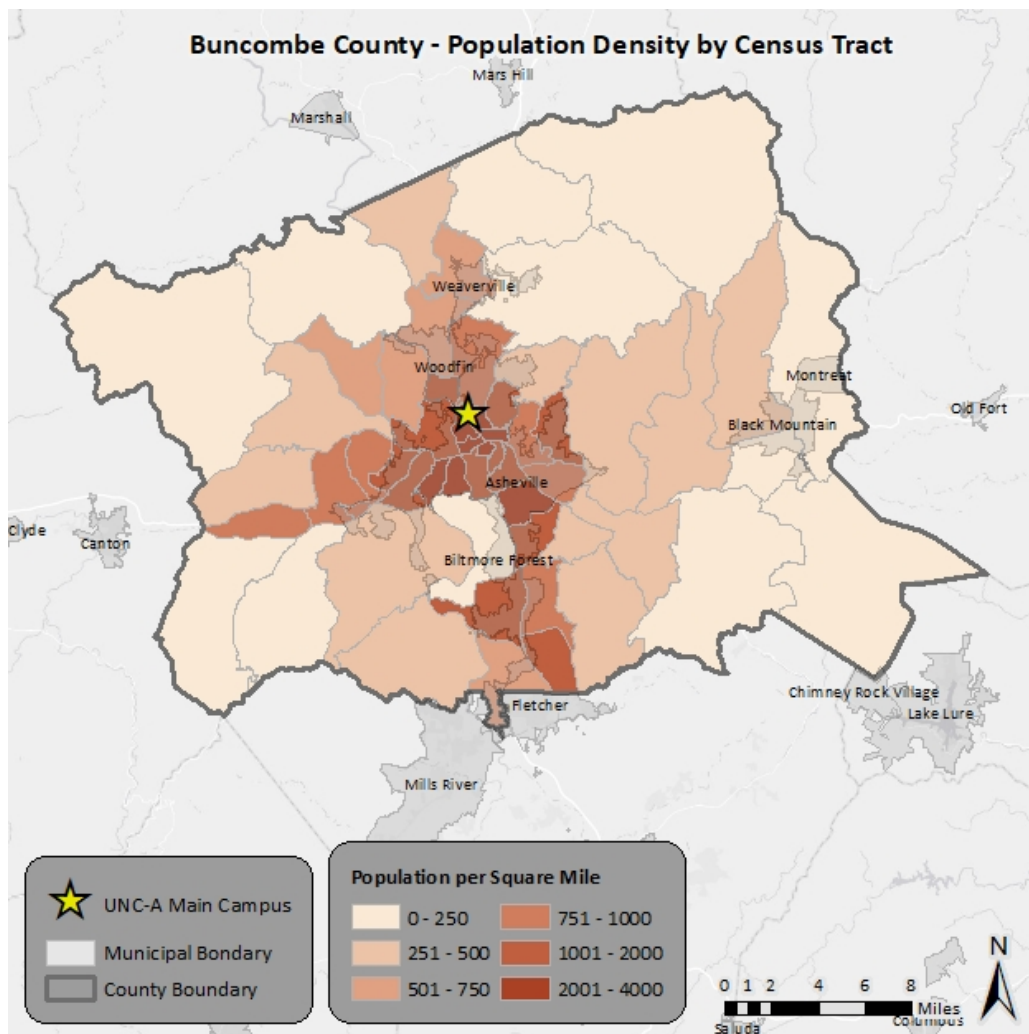 Buncombe County - Population Density by Census Tract
Mars Hill
Marshall
Weaverville
Woodfin
Montreat
Old Fort
Black Mountain
Asheville
Clyde
Canton
Biltmore Forest
Chimney Rock Village
Fletcher
Lake Lure
Mills River
UNC-A Main Campus
Municipal Bondary
County Boundary
Population per Square Mile
0 - 250
751 - 1000
251 - 500
1001 - 2000
501 - 750
2001 - 4000
N
0 1 2 4 6 8
Miles
Saluda
Columbus